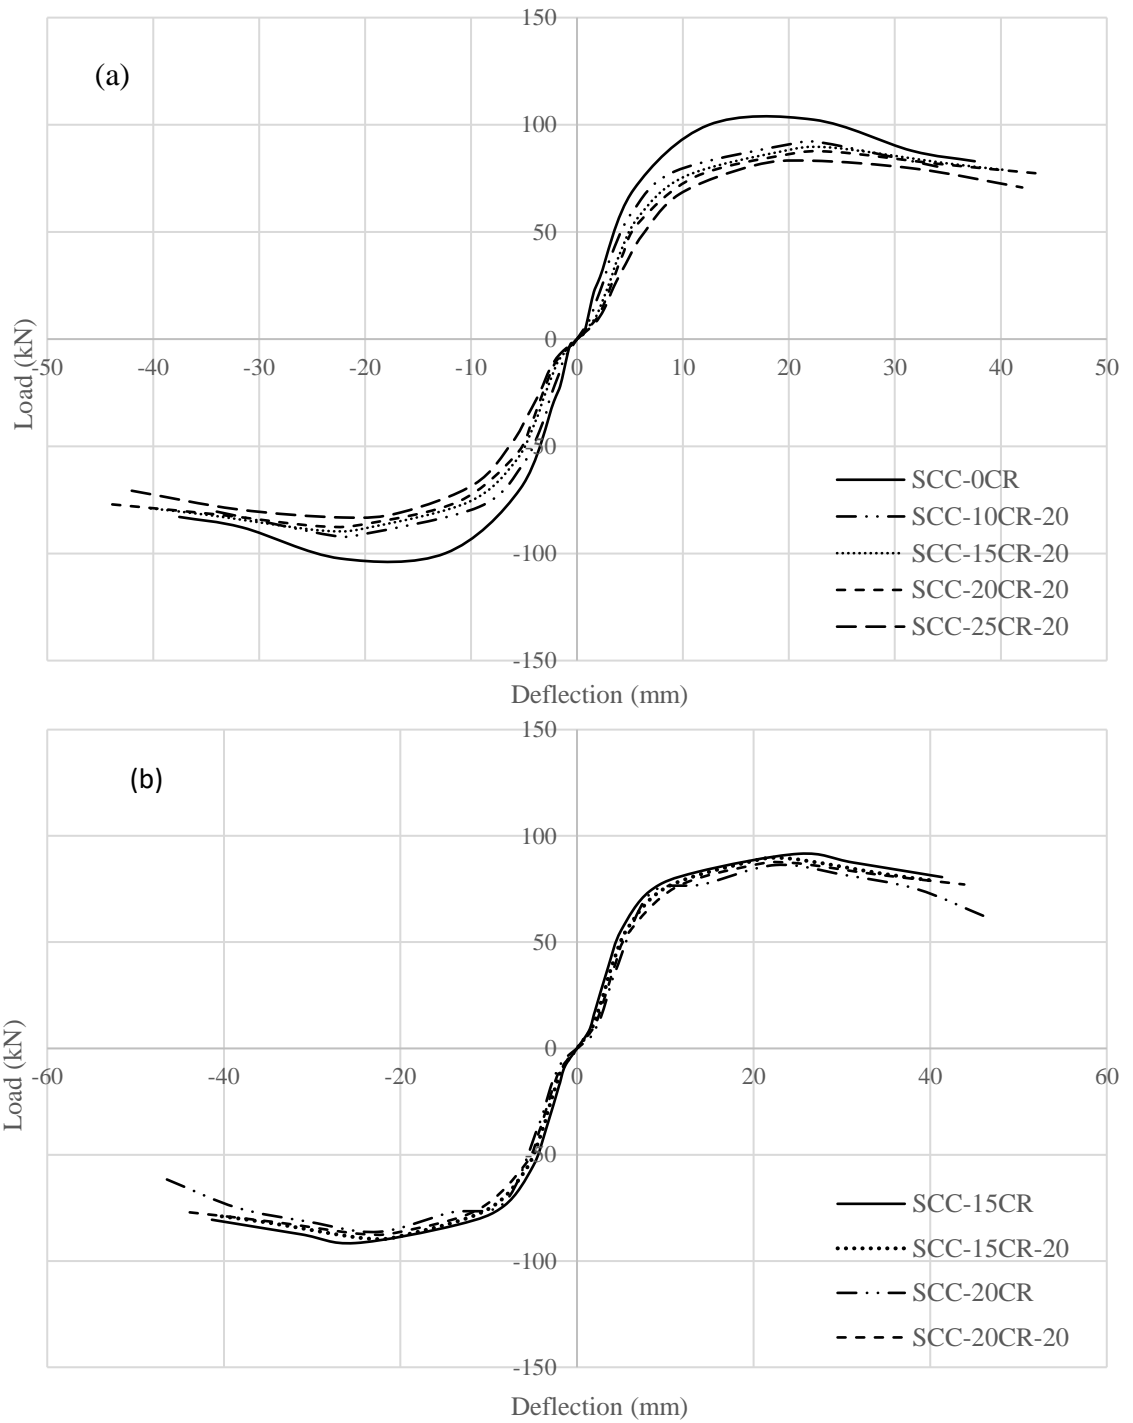 150
(a)
100
50
0
-50 -40 -30 -20 -10 0 10 20 30 40 50
Load (kN)
-50
SCC-0CR
SCC-10CR-20
-100
SCC-15CR-20
SCC-20CR-20
SCC-25CR-20
-150
Deflection (mm)
150
(b)
100
50
0
-60 -40 -20 0 20 40 60
Load (kN)
-50
SCC-15CR
SCC-15CR-20
-100
SCC-20CR
SCC-20CR-20
-150
Deflection (mm)